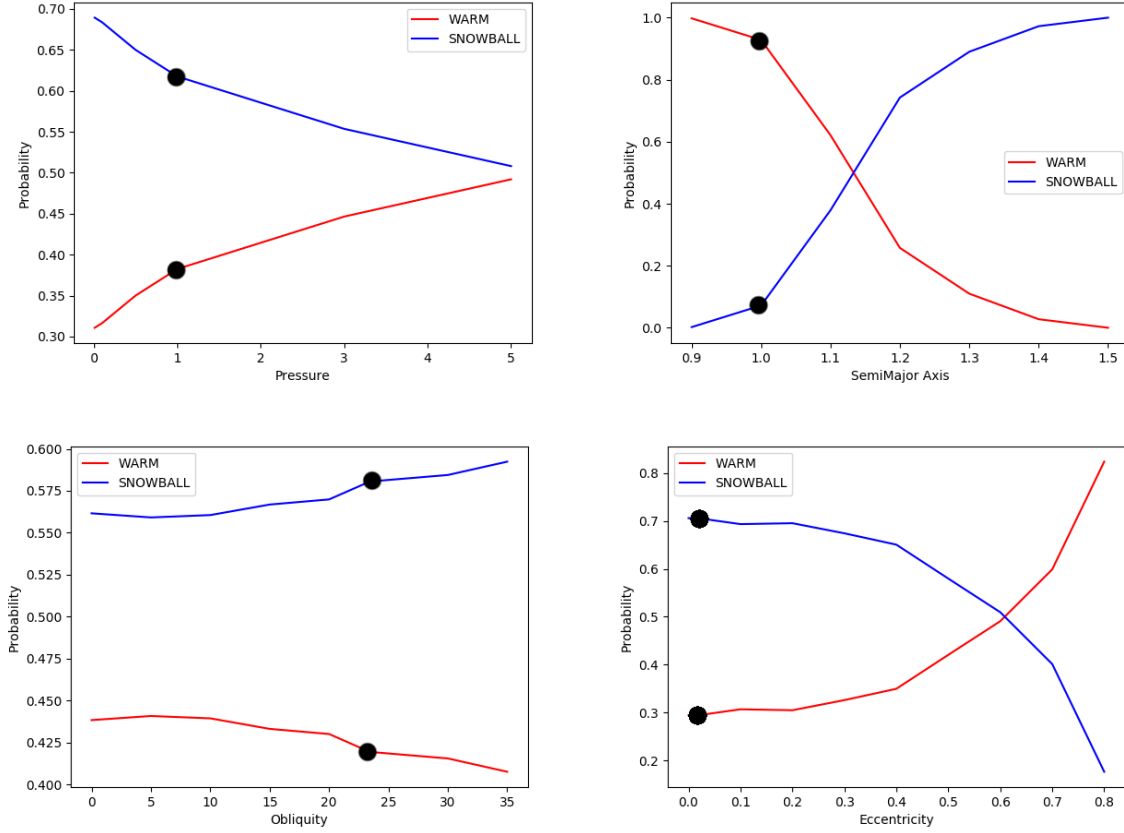 0.70
0.65
0.60
0.55
0.50
0.45
0.40
0.35
0.30
Probability
WARM
SNOWBALL
0 1 2 3 4 5
Pressure
1.0
0.8
0.6
0.4
0.2
0.0
Probability
WARM
SNOWBALL
0.9 1.0 1.1 1.2 1.3 1.4 1.5
SemiMajor Axis
0.600
0.575
0.550
0.525
0.500
0.475
0.450
0.425
0.400
Probability
WARM
SNOWBALL
0 5 10 15 20 25 30 35
Obliquity
0.8
0.7
0.6
0.5
0.4
0.3
0.2
Probability
WARM
SNOWBALL
0.0 0.1 0.2 0.3 0.4 0.5 0.6 0.7 0.8
Eccentricity